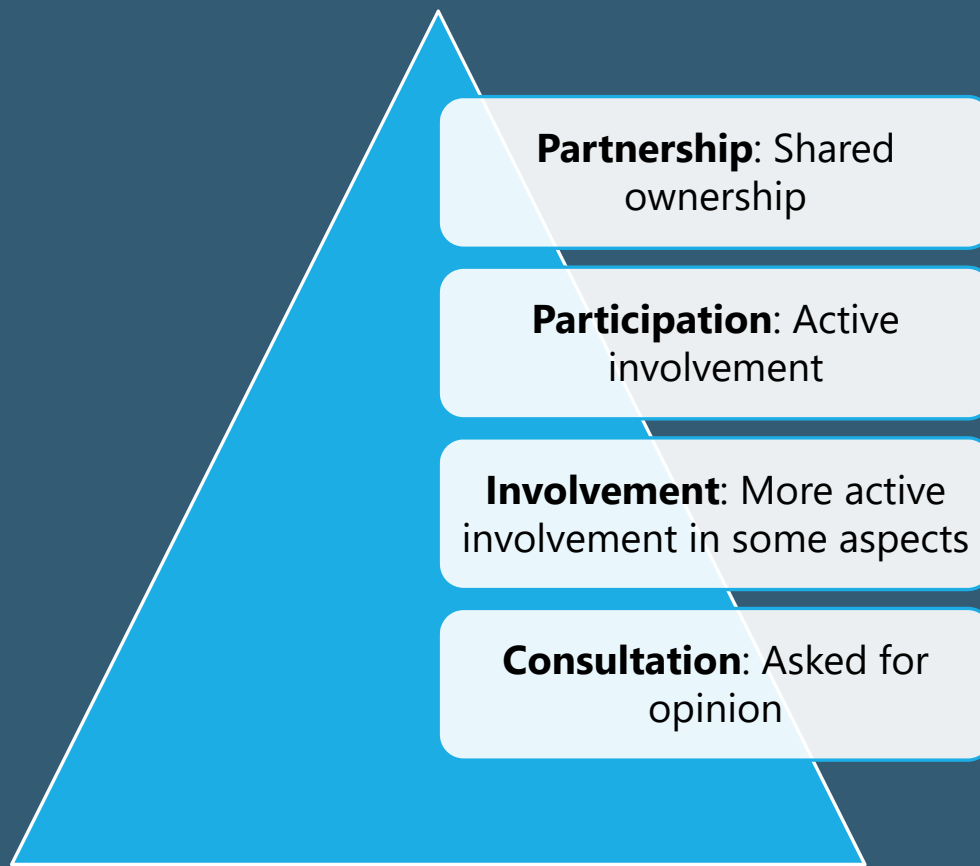 Partnership: Shared
ownership
Participation: Active
involvement
Involvement: More active
involvement in some aspects
Consultation: Asked for
opinion